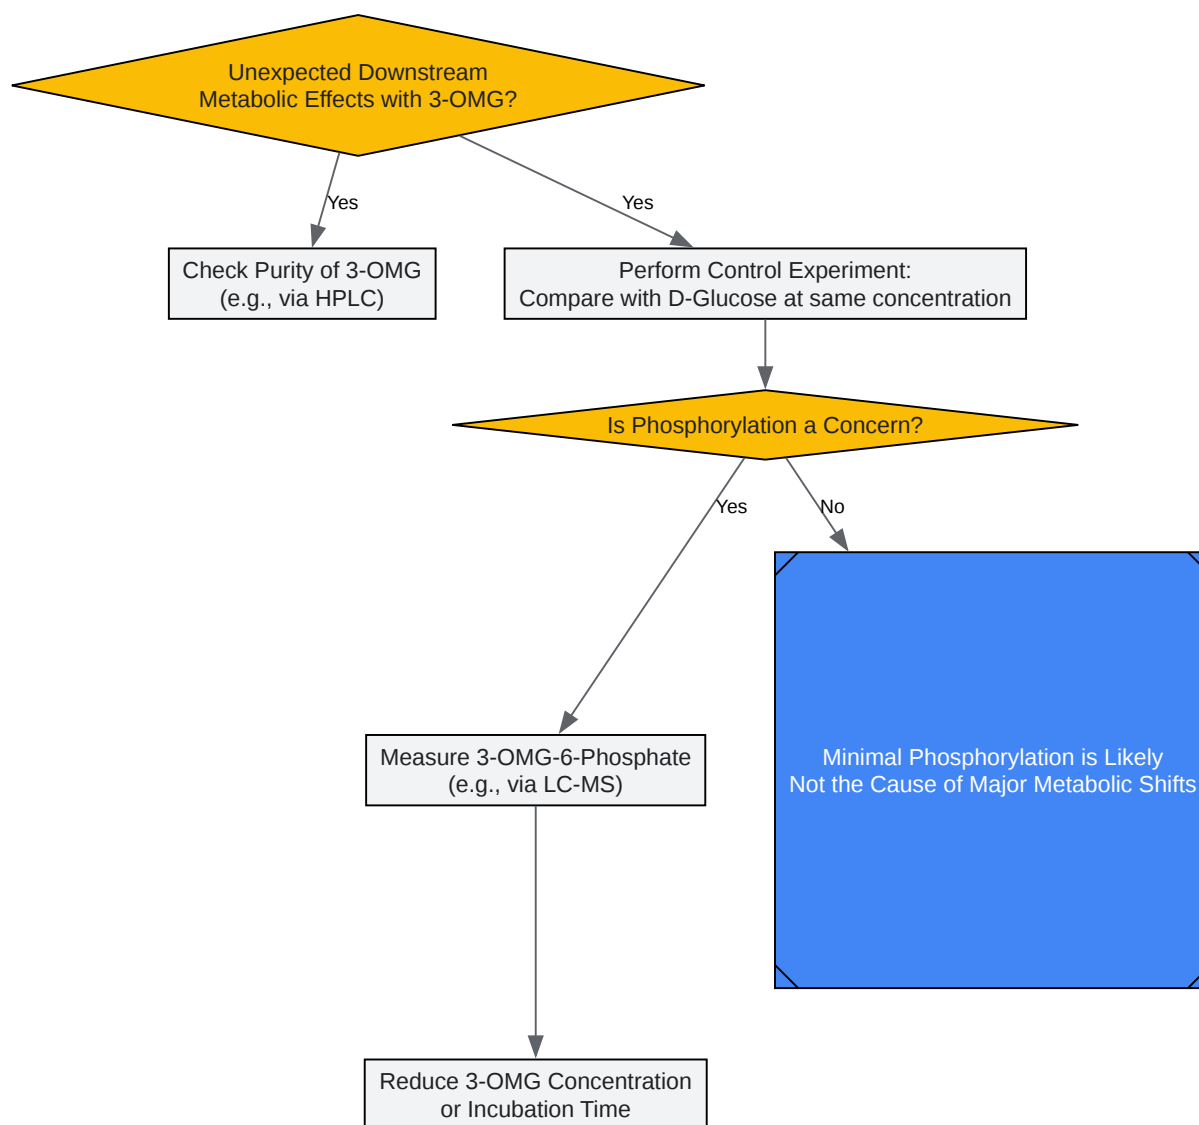 Unexpected Downstream
Metabolic Effects with 3-OMG?
Yes
Yes
Check Purity of 3-OMG
(e.g., via HPLC)
Perform Control Experiment:
Compare with D-Glucose at same concentration
Is Phosphorylation a Concern?
Yes
No
Measure 3-OMG-6-Phosphate
(e.g., via LC-MS)
Minimal Phosphorylation is Likely
Not the Cause of Major Metabolic Shifts
Reduce 3-OMG Concentration
or Incubation Time